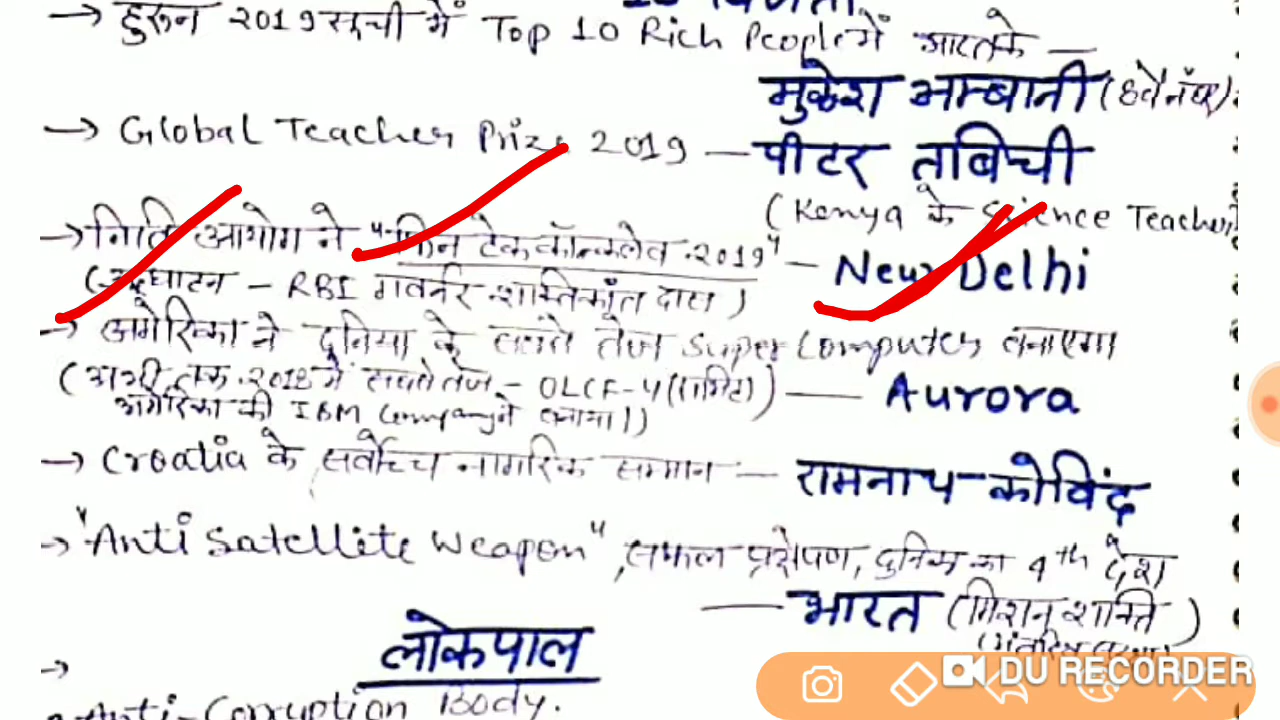 → हुरून 2019 सूची में Top 10 Rich People में भारत के —
मुकेश अम्बानी (8वें नंबर)
→ Global Teacher Prize 2019 — पीटर तबिची
(Kenya के Science Teacher)
→ निति आयोग ने "फिन टेक कॉन्क्लेव 2019" — New Delhi
(उद्घाटन - RBI गवर्नर शक्तिकांत दास)
→ अमेरिका ने दुनिया के सबसे तेज Super Computer बनाएगा
(अभी तक 2018 में सबसे तेज - OLCF-4 (समिट) — Aurora
अमेरिका की IBM Company ने बनाया।)
→ Croatia के सर्वोच्च नागरिक सम्मान — रामनाथ कोविंद
→ "Anti Satellite Weapon", सफल प्रक्षेपण, दुनिया का 4th देश
— भारत (मिशन शक्ति)
→ लोकपाल
Anti-Corruption Body.
DU RECORDER